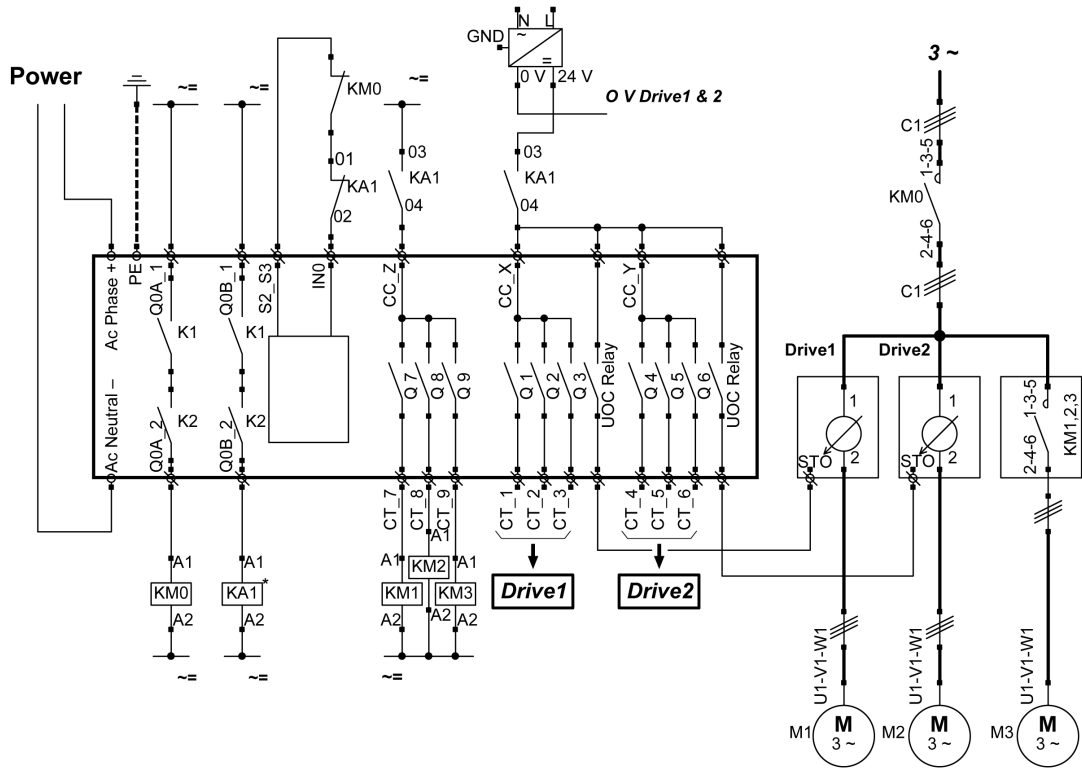 N L
GND
~
=
0 V 24 V
O V Drive1 & 2
3 ~
Power
~=
~=
~=
KM0
01
KA1
02
03
KA1
04
03
KA1
04
C1
1-3-5
KM0
2-4-6
C1
Ac Phase +
PE
Q0A_1
Q0B_1
S2_S3
IN0
CC_Z
CC_X
CC_Y
K1
K1
K2
K2
Q 7
Q 8
Q 9
Q 1
Q 2
Q 3
UOC Relay
Q 4
Q 5
Q 6
UOC Relay
Ac Neutral –
Q0A_2
Q0B_2
Drive1
Drive2
1
2
STO
1
2
STO
1-3-5
2-4-6
KM1,2,3
CT_7
CT_8
CT_9
CT_1
CT_2
CT_3
CT_4
CT_5
CT_6
A1
KM0
A2
A1
KA1
*
A2
A1
KM1
A2
A1
KM2
A2
A1
KM3
A2
Drive1
Drive2
~=
~=
~=
U1-V1-W1
U1-V1-W1
U1-V1-W1
M1
M
3 ~
M2
M
3 ~
M3
M
3 ~